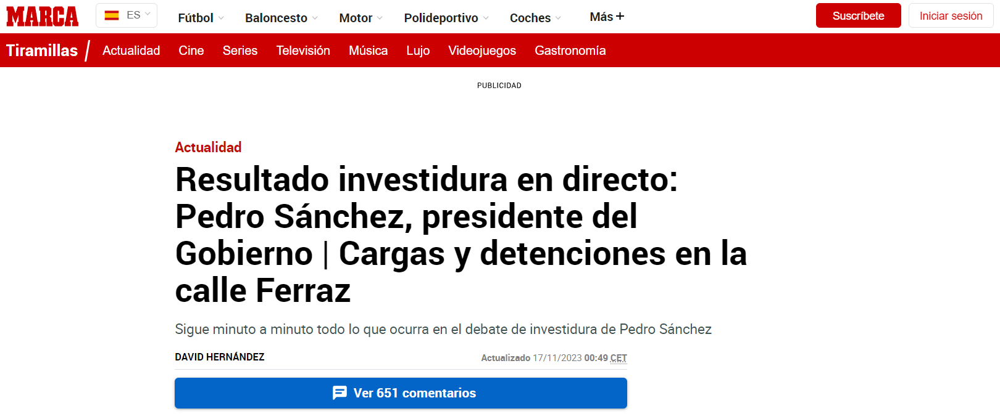 MARCA
ES
Fútbol
Baloncesto
Motor
Polideportivo
Coches
Más+
Suscríbete
Iniciar sesión
Tiramillas / Actualidad Cine Series Televisión Música Lujo Videojuegos Gastronomía
PUBLICIDAD
Actualidad
Resultado investidura en directo:
Pedro Sánchez, presidente del
Gobierno | Cargas y detenciones en la
calle Ferraz
Sigue minuto a minuto todo lo que ocurra en el debate de investidura de Pedro Sánchez
DAVID HERNÁNDEZ
Actualizado 17/11/2023 00:49 CET
Ver 651 comentarios